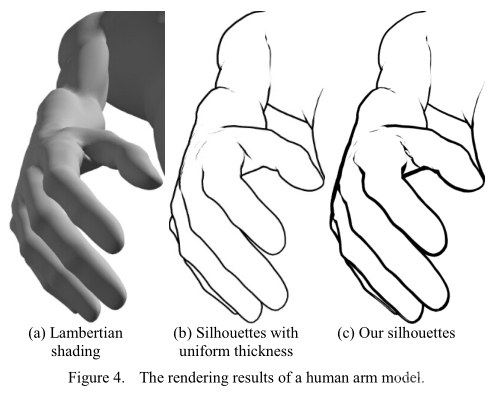 (a) Lambertian
shading
(b) Silhouettes with
uniform thickness
(c) Our silhouettes
Figure 4. The rendering results of a human arm model.